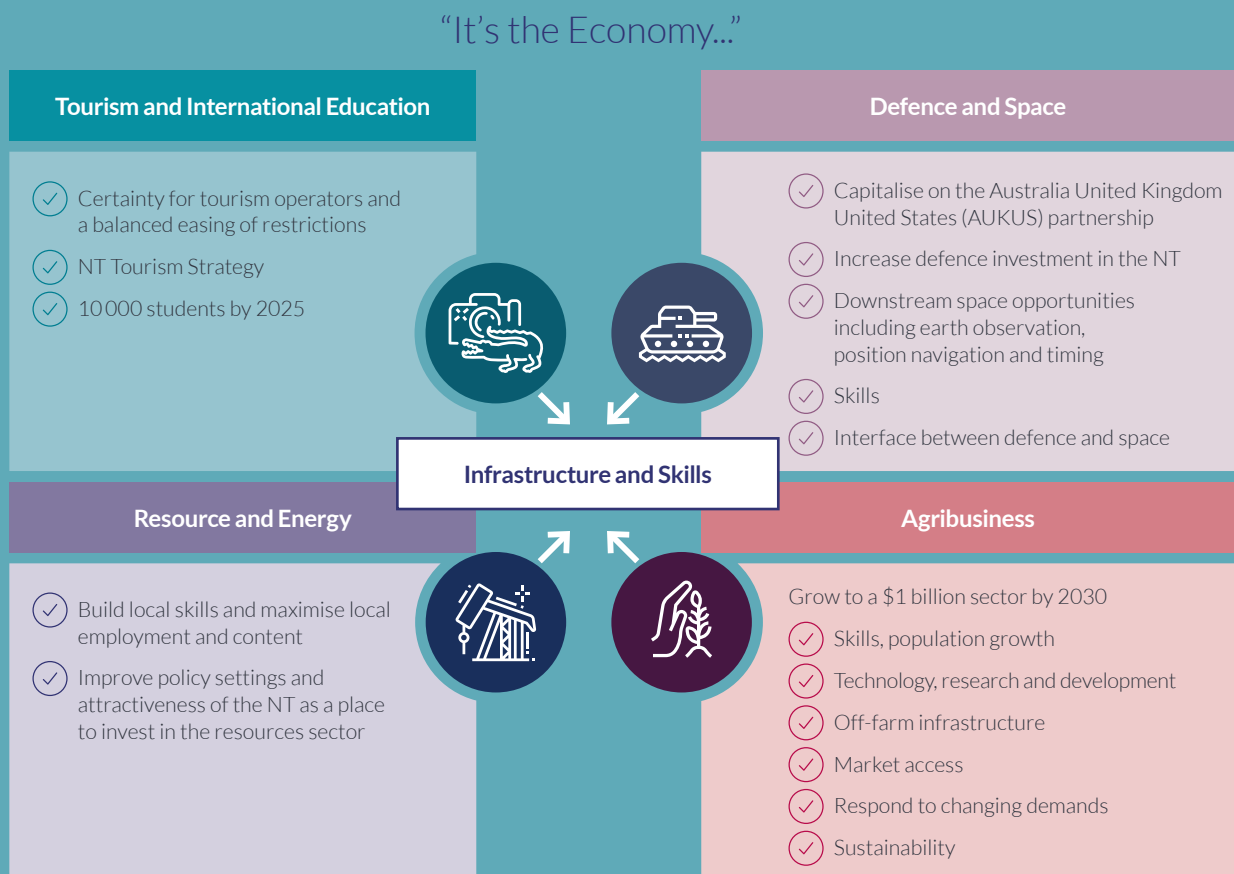 “It’s the Economy...”
Tourism and International Education
Certainty for tourism operators and
a balanced easing of restrictions
NT Tourism Strategy
10 000 students by 2025
Defence and Space
Capitalise on the Australia United Kingdom
United States (AUKUS) partnership
Increase defence investment in the NT
Downstream space opportunities
including earth observation,
position navigation and timing
Skills
Interface between defence and space
Infrastructure and Skills
Resource and Energy
Build local skills and maximise local
employment and content
Improve policy settings and
attractiveness of the NT as a place
to invest in the resources sector
Agribusiness
Grow to a $1 billion sector by 2030
Skills, population growth
Technology, research and development
Off-farm infrastructure
Market access
Respond to changing demands
Sustainability